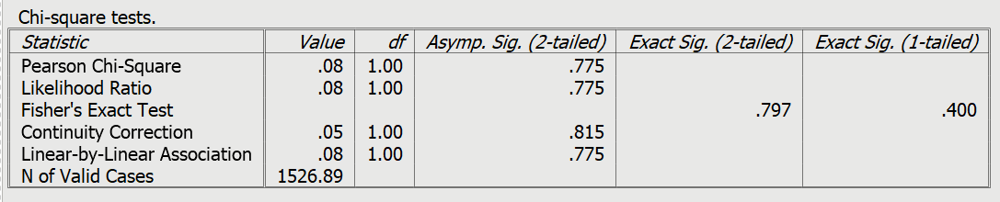 Chi-square tests.
Statistic Value df Asymp. Sig. (2-tailed) Exact Sig. (2-tailed) Exact Sig. (1-tailed)
Pearson Chi-Square .08 1.00 .775
Likelihood Ratio .08 1.00 .775
Fisher's Exact Test .797 .400
Continuity Correction .05 1.00 .815
Linear-by-Linear Association .08 1.00 .775
N of Valid Cases 1526.89